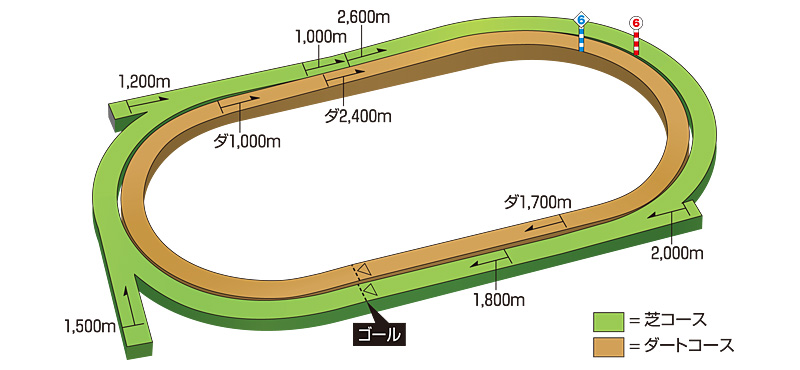 2,600m
1,000m
6
6
1,200m
ダ2,400m
ダ1,000m
ダ1,700m
2,000m
1,800m
1,500m
ゴール
=芝コース
=ダートコース